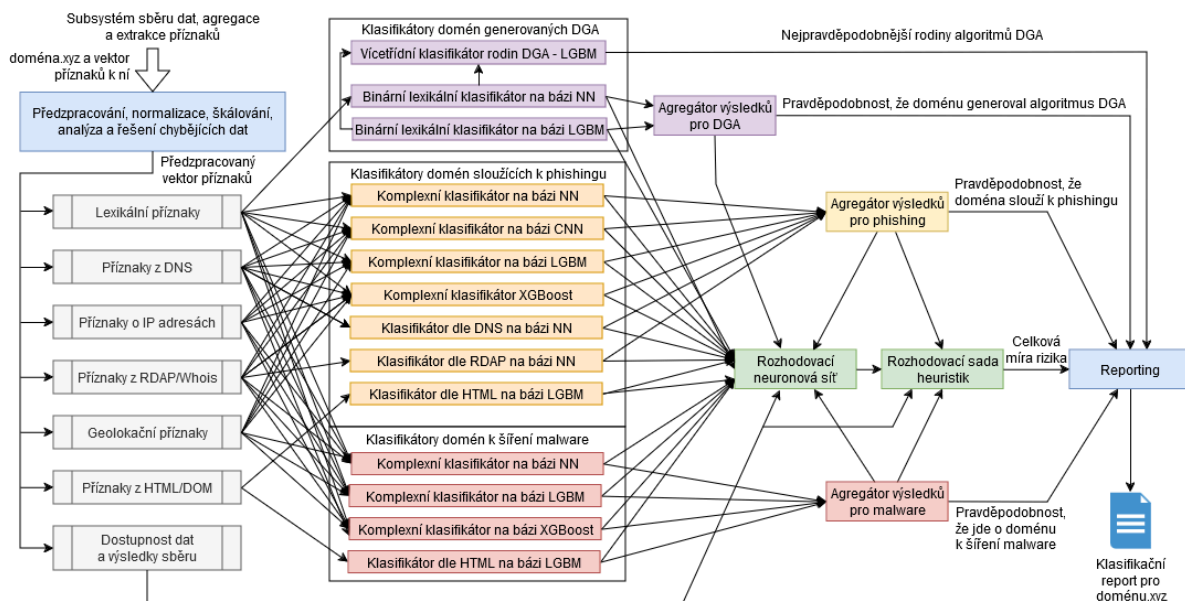 Subsystém sběru dat, agregace
a extrakce příznaků
doména.xyz a vektor
příznaků k ní
Předzpracování, normalizace, škálování,
analýza a řešení chybějících dat
Předzpracovaný
vektor příznaků
Lexikální příznaky
Příznaky z DNS
Příznaky o IP adresách
Příznaky z RDAP/Whois
Geolokační příznaky
Příznaky z HTML/DOM
Dostupnost dat
a výsledky sběru
Klasifikátory domén generovaných DGA
Vícetřídní klasifikátor rodin DGA - LGBM
Binární lexikální klasifikátor na bázi NN
Binární lexikální klasifikátor na bázi LGBM
Klasifikátory domén sloužících k phishingu
Komplexní klasifikátor na bázi NN
Komplexní klasifikátor na bázi CNN
Komplexní klasifikátor na bázi LGBM
Komplexní klasifikátor XGBoost
Klasifikátor dle DNS na bázi NN
Klasifikátor dle RDAP na bázi NN
Klasifikátor dle HTML na bázi LGBM
Klasifikátory domén k šíření malware
Komplexní klasifikátor na bázi NN
Komplexní klasifikátor na bázi LGBM
Komplexní klasifikátor na bázi XGBoost
Klasifikátor dle HTML na bázi LGBM
Agregátor výsledků
pro DGA
Nejpravděpodobnější rodiny algoritmů DGA
Pravděpodobnost, že doménu generoval algoritmus DGA
Agregátor výsledků
pro phishing
Pravděpodobnost, že
doména slouží k phishingu
Rozhodovací
neuronová síť
Rozhodovací sada
heuristik
Celková
míra rizika
Reporting
Agregátor výsledků
pro malware
Pravděpodobnost,
že jde o doménu
k šíření malware
Klasifikační
report pro
doménu.xyz